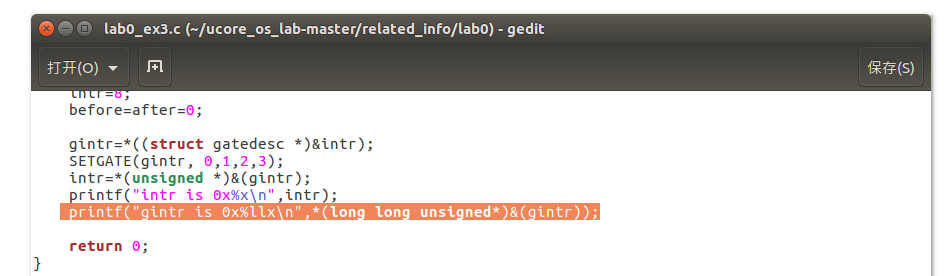 lab0_ex3.c (~/ucore_os_lab-master/related_info/lab0) - gedit
打开(O)
保存(S)
intr=8;
before=after=0;
gintr=*((struct gatedesc *)&intr);
SETGATE(gintr, 0,1,2,3);
intr=*(unsigned *)&(gintr);
printf("intr is 0x%x\n",intr);
printf("gintr is 0x%llx\n",*(long long unsigned*)&(gintr));
return 0;
}